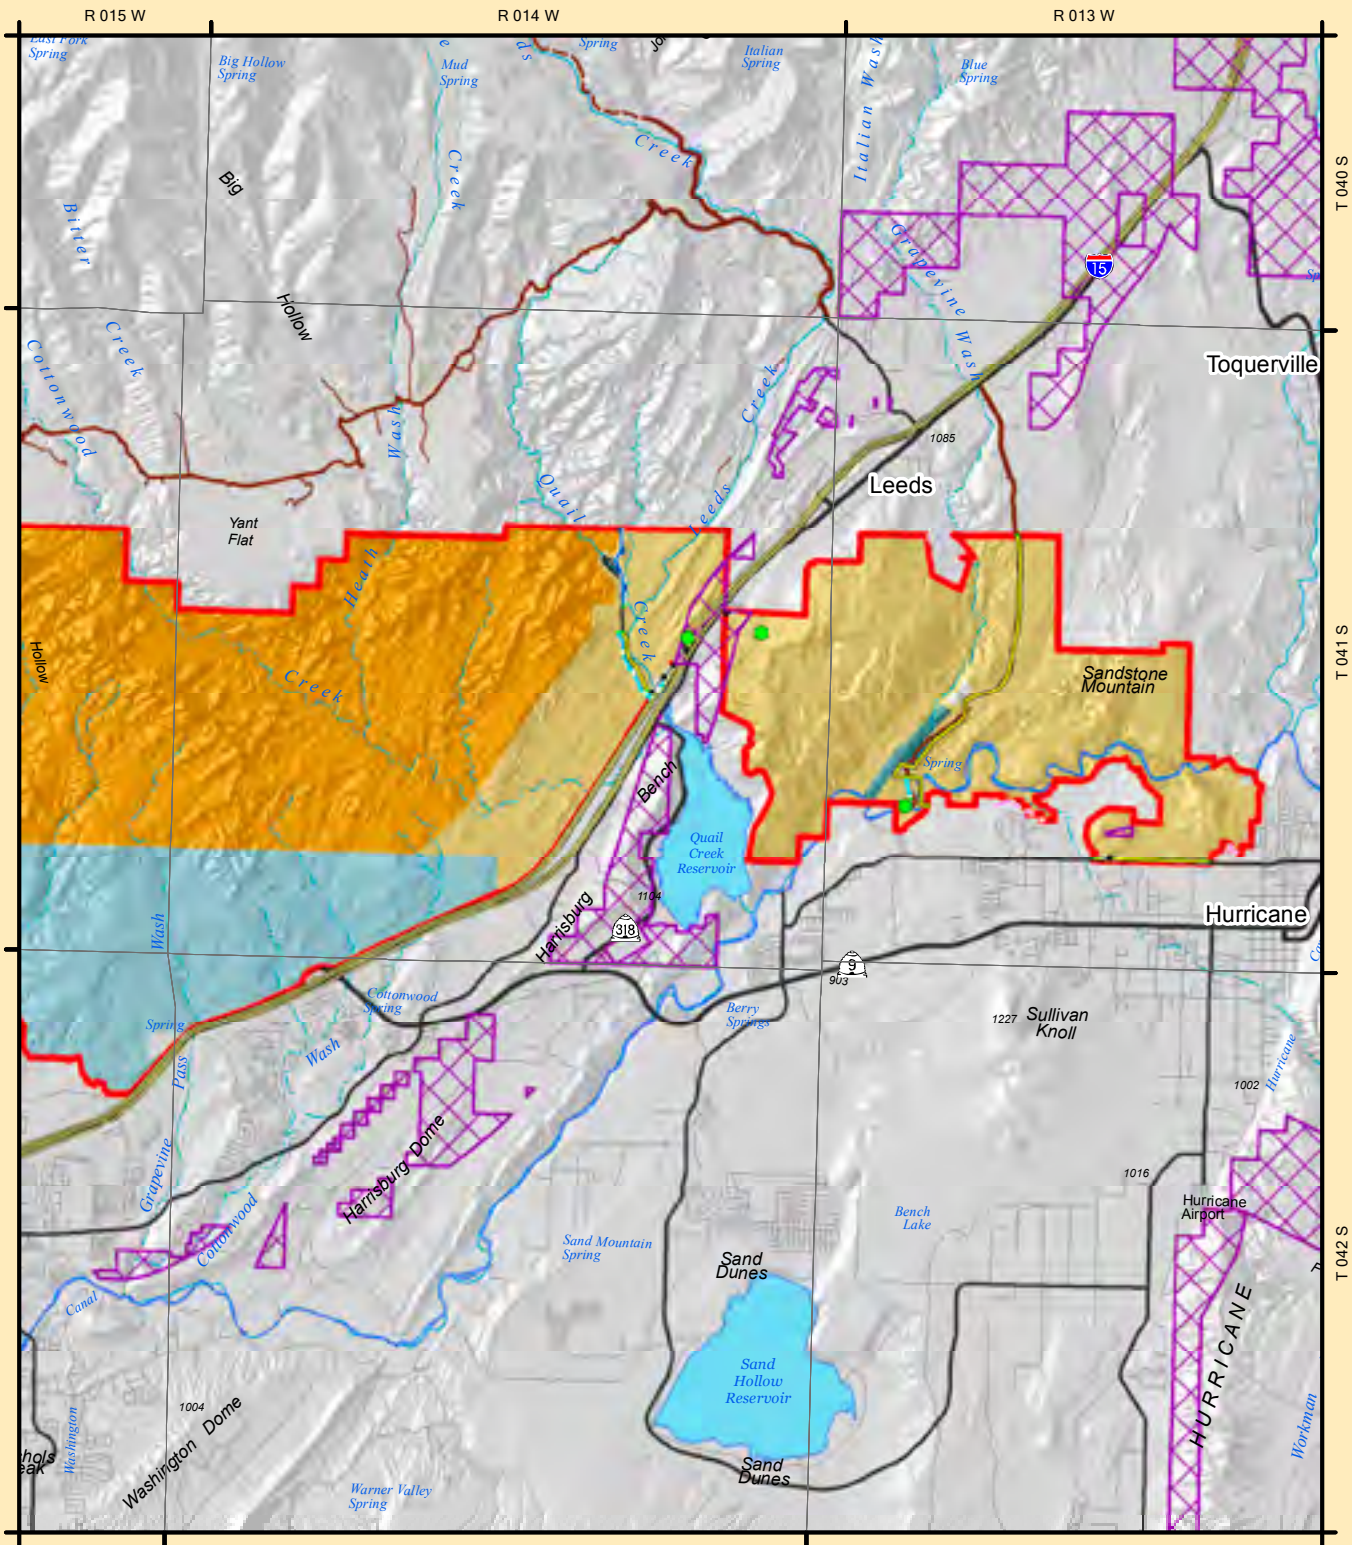 R 015 W
R 014 W
R 013 W
East Fork
Spring
Big Hollow
Spring
Mud
Spring
Spring
Italian
Spring
Italian Wash
Blue
Spring
T 040 S
Creek
Creek
Big
Bitter
Grapevine Wash
15
Hollow
Creek
Cottonwood
Toquerville
Creek
Wash
1085
Leeds
Quail
Leeds
Yant
Flat
Heath
Creek
T 041 S
Hollow
Creek
Sandstone
Mountain
Spring
Bench
Quail
Creek
Reservoir
1104
Harrisburg
318
Hurricane
Wash
9
903
Cottonwood
Spring
Berry
Springs
1227
Sullivan
Knoll
Spring
Wash
Pass
Hurricane
1002
Harrisburg Dome
Grapevine
1016
Hurricane
Airport
Cottonwood
Bench
Lake
Sand Mountain
Spring
T 042 S
Sand
Dunes
Canal
HURRICANE
Sand
Hollow
Reservoir
1004
Washington Dome
Washington
Workman
Sand
Dunes
Warner Valley
Spring